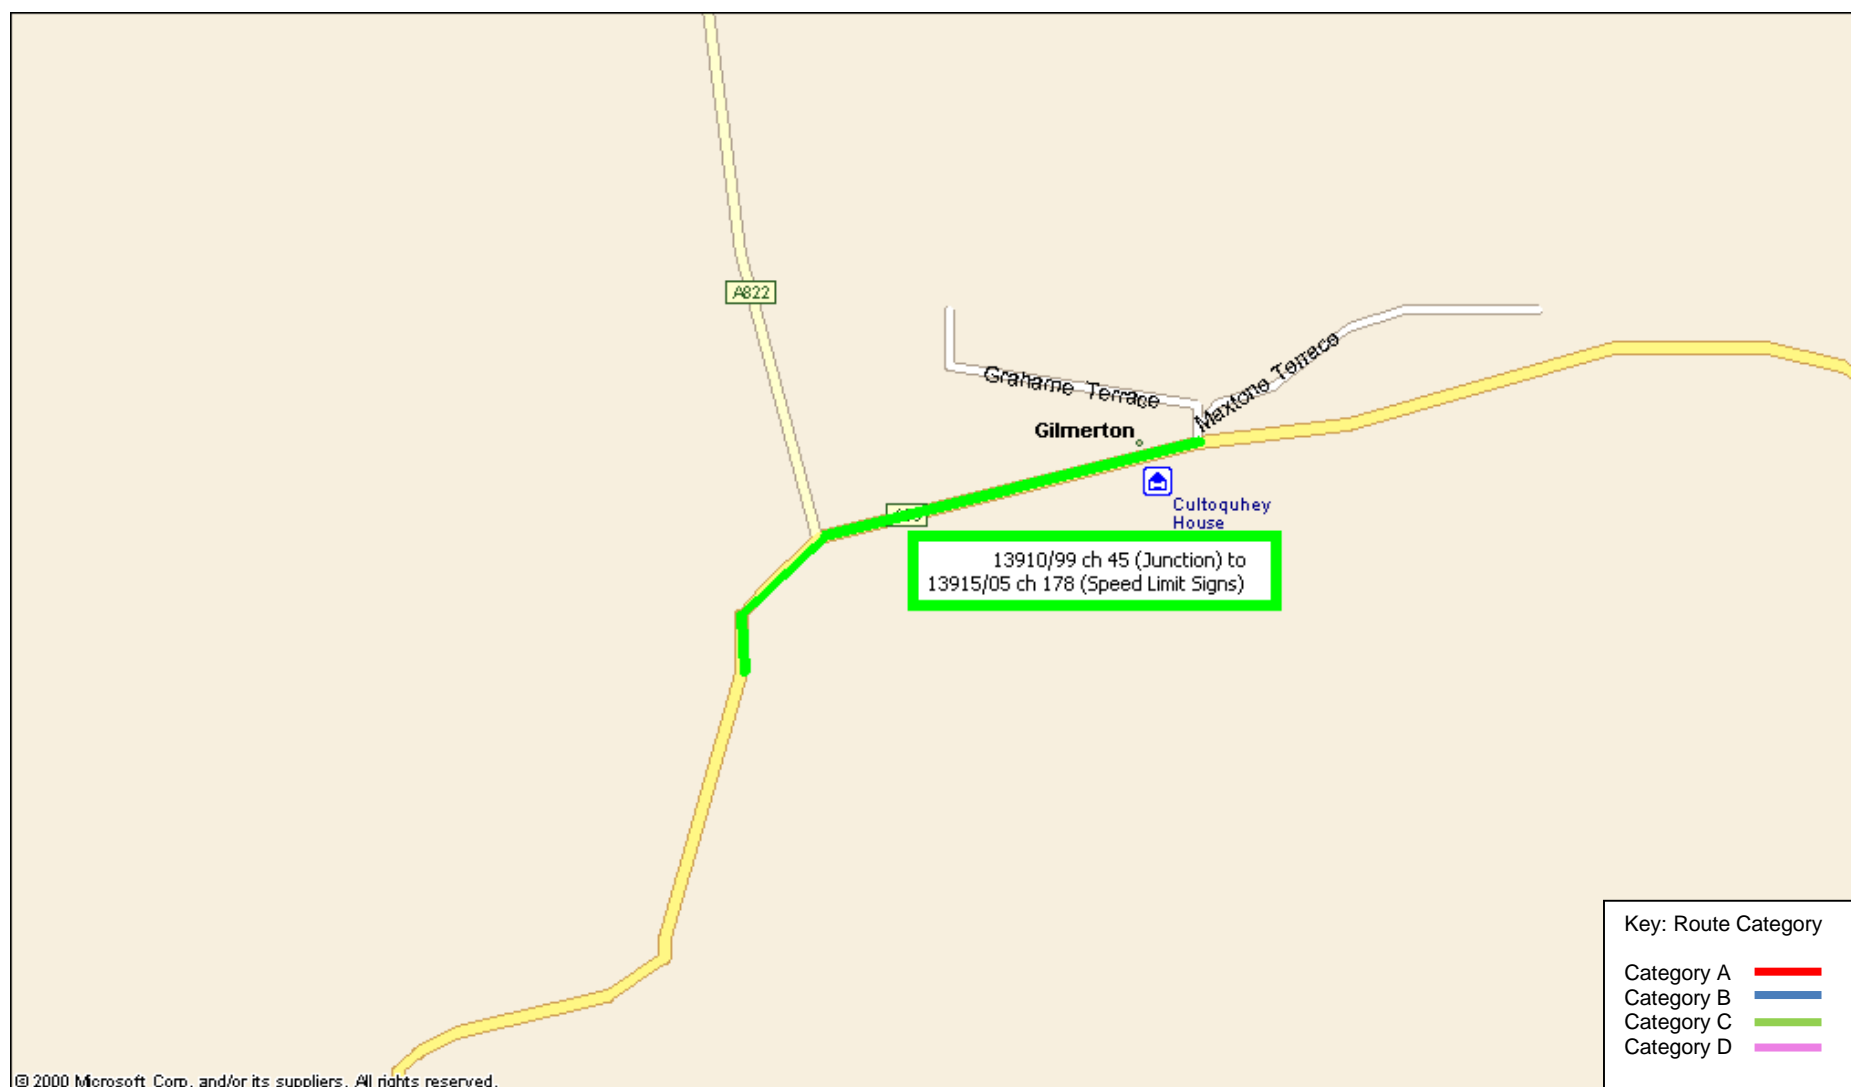 A822
Grahame Terrace
Maxtone Terrace
Gilmerton
Cultoquhey
House
13910/99 ch 45 (Junction) to
13915/05 ch 178 (Speed Limit Signs)
Key: Route Category
Category A
Category B
Category C
Category D
© 2000 Microsoft Corp. and/or its suppliers. All rights reserved.